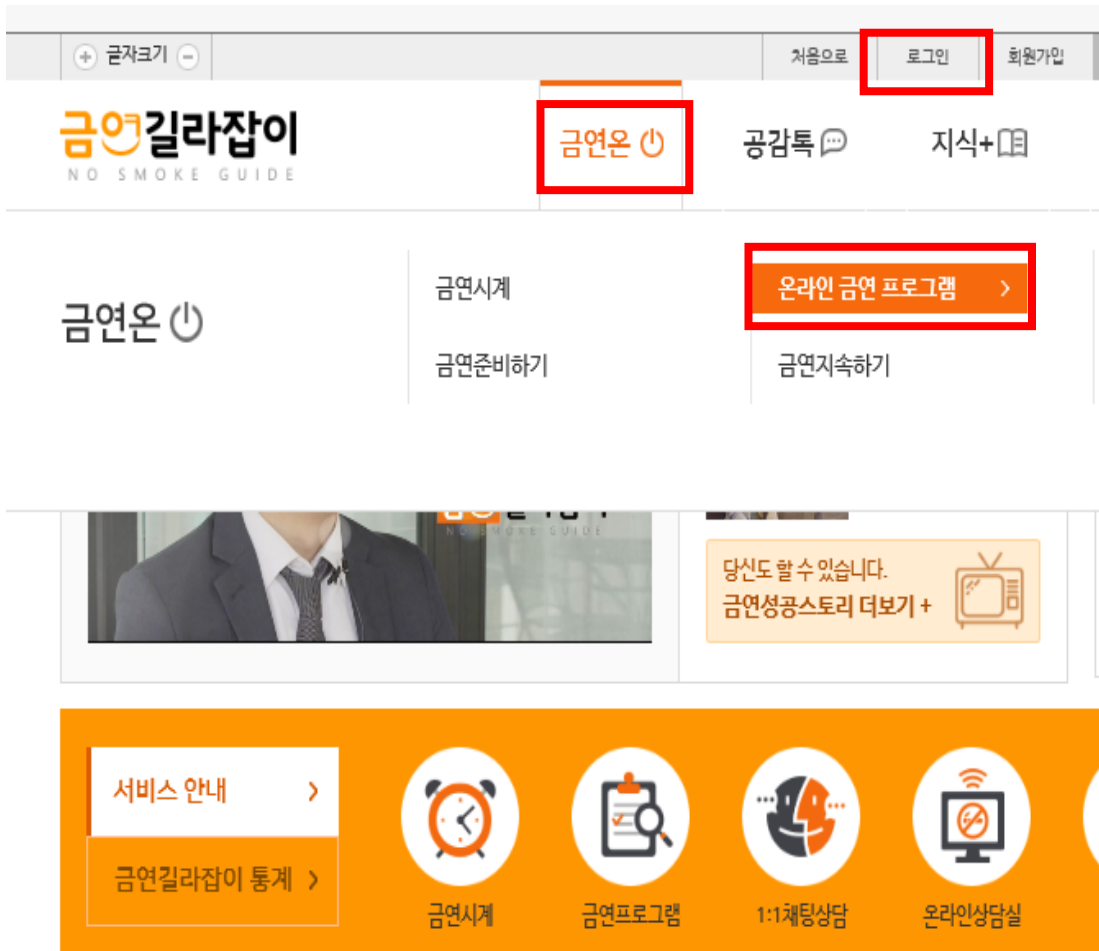 글자크기
처음으로 로그인 회원가입
금연길라잡이
NO SMOKE GUIDE
금연온 공감톡 지식+
금연온
금연시계
온라인 금연 프로그램
금연준비하기
금연지속하기
NO SMOKE GUIDE
당신도 할 수 있습니다.
금연성공스토리 더보기 +
서비스 안내
금연길라잡이 통계
금연시계
금연프로그램
1:1채팅상담
온라인상담실